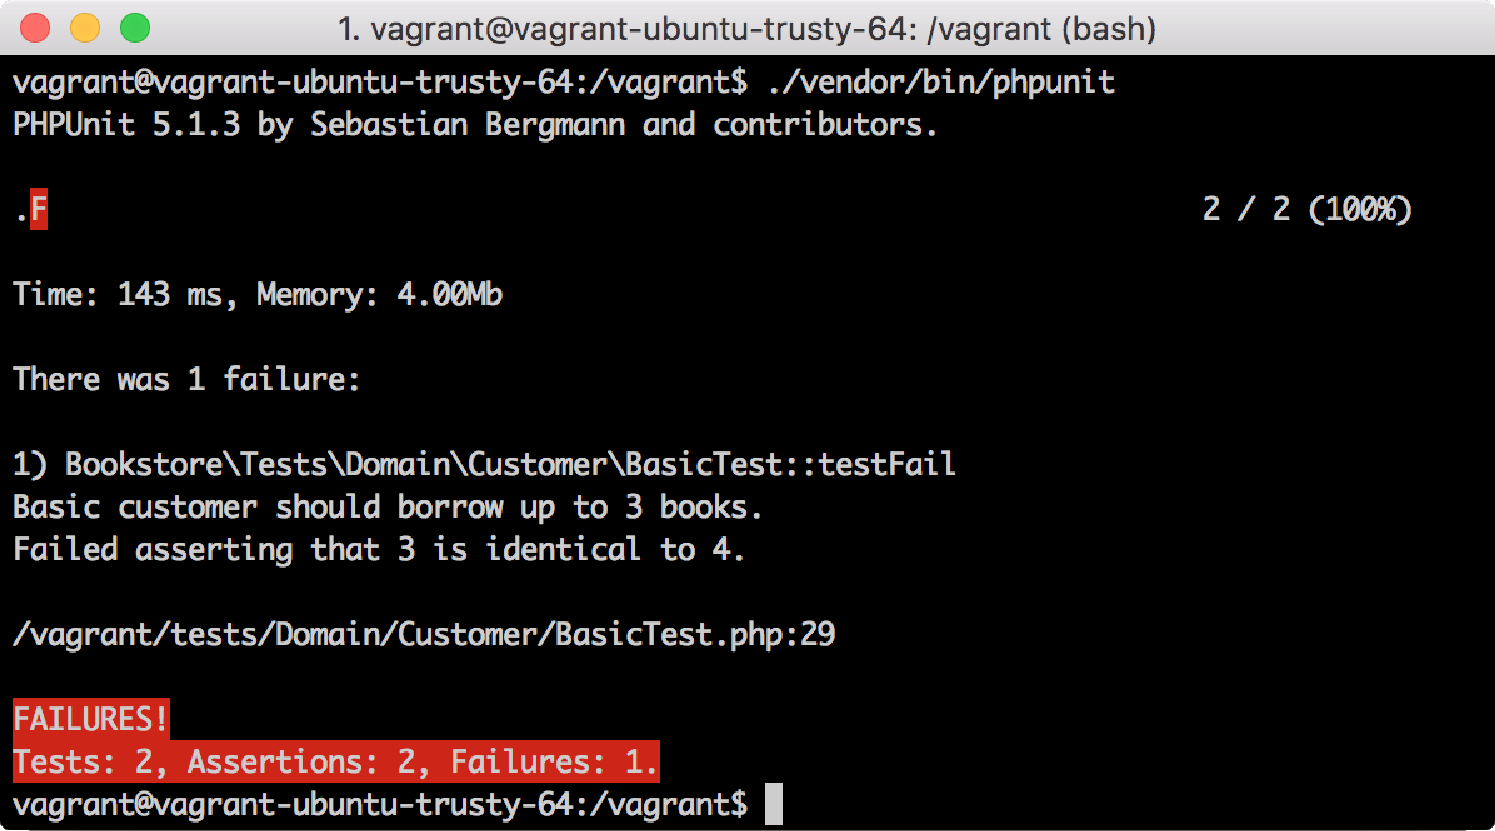 1. vagrant@vagrant-ubuntu-trusty-64: /vagrant (bash)
vagrant@vagrant-ubuntu-trusty-64:/vagrant$ ./vendor/bin/phpunit
PHPUnit 5.1.3 by Sebastian Bergmann and contributors.
.F 2 / 2 (100%)
Time: 143 ms, Memory: 4.00Mb
There was 1 failure:
1) Bookstore\Tests\Domain\Customer\BasicTest::testFail
Basic customer should borrow up to 3 books.
Failed asserting that 3 is identical to 4.
/vagrant/tests/Domain/Customer/BasicTest.php:29
FAILURES!
Tests: 2, Assertions: 2, Failures: 1.
vagrant@vagrant-ubuntu-trusty-64:/vagrant$